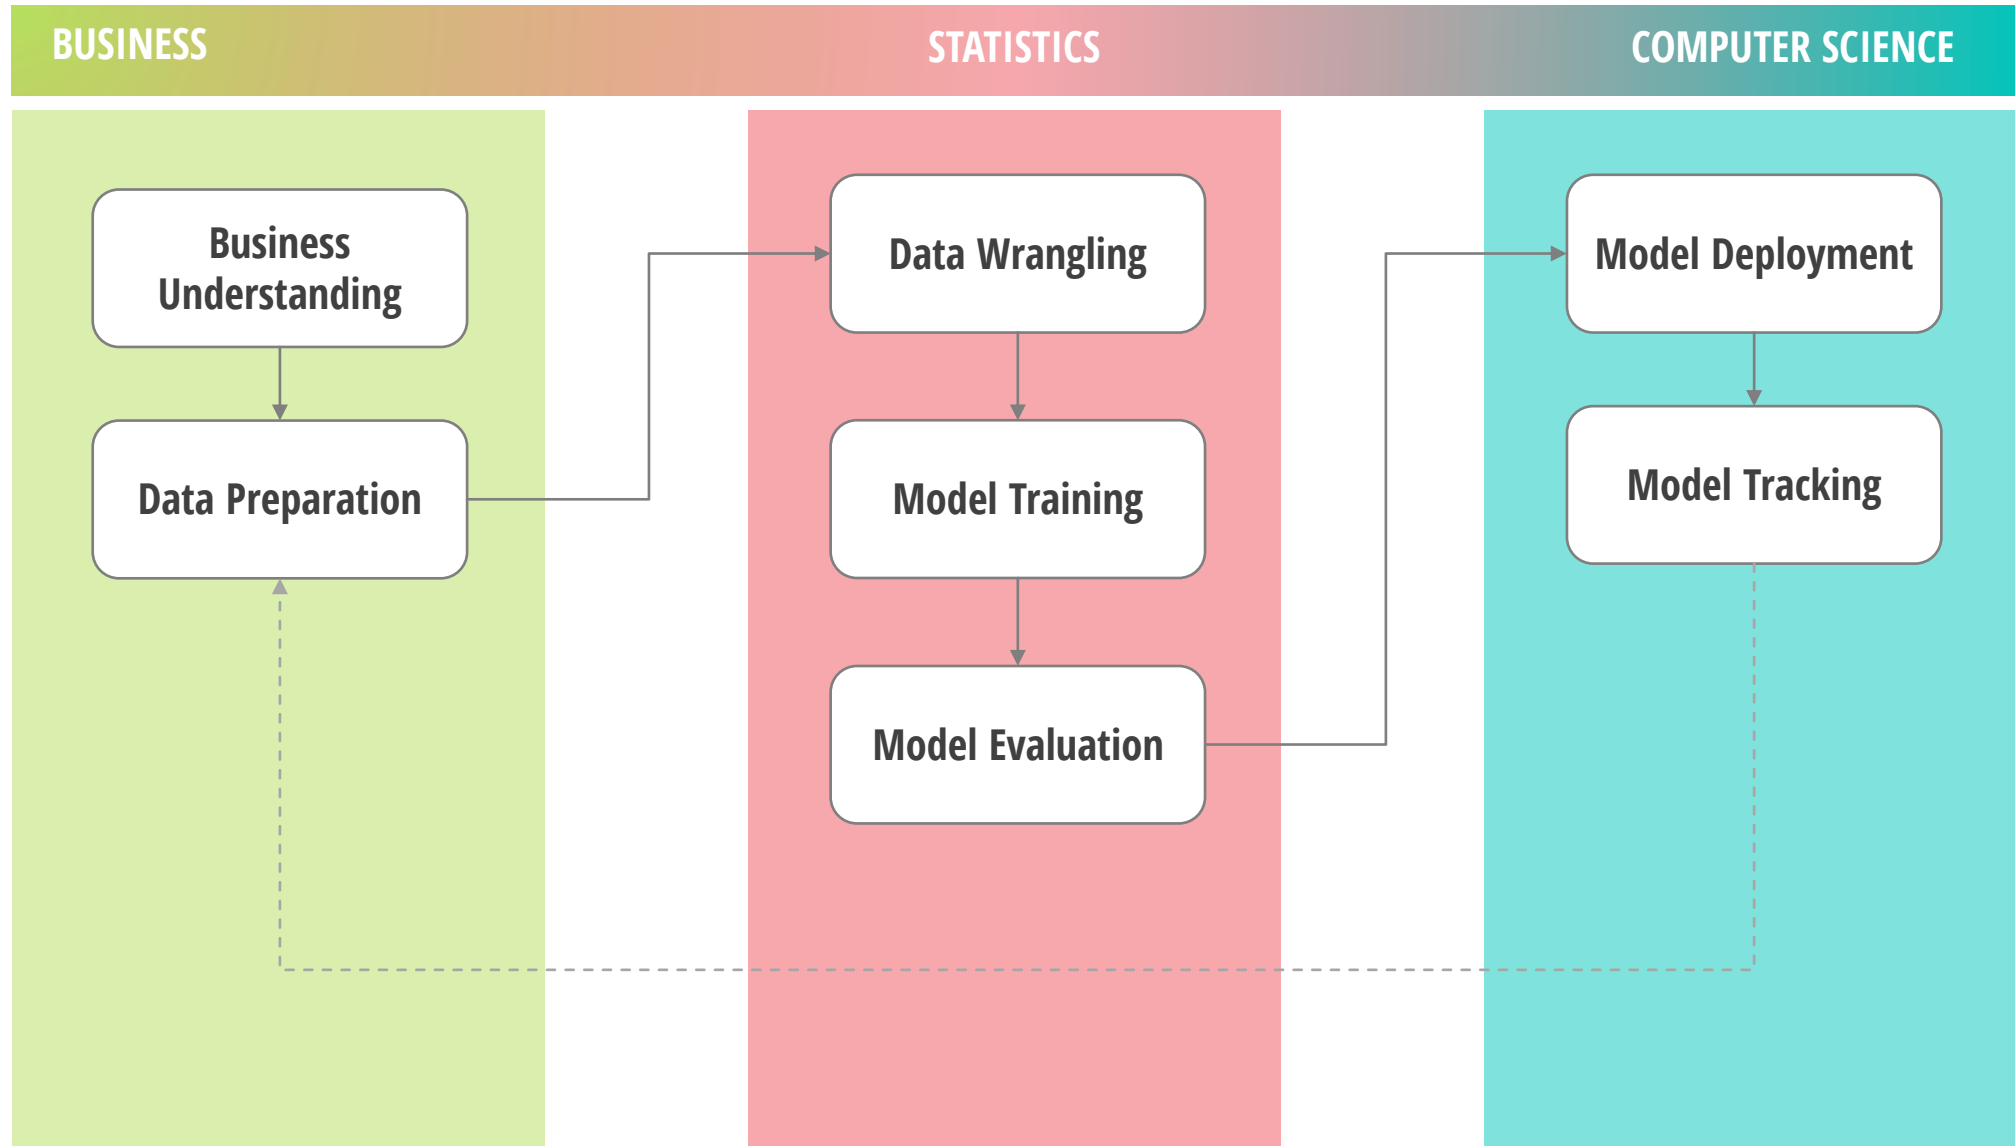 BUSINESS
STATISTICS
COMPUTER SCIENCE
Business
Understanding
Data Preparation
Data Wrangling
Model Training
Model Evaluation
Model Deployment
Model Tracking